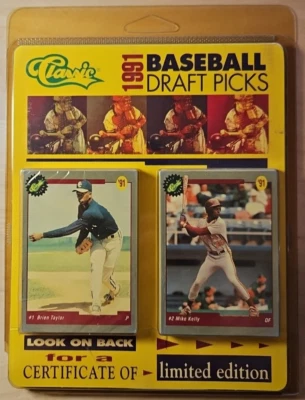 Classic
1991
BASEBALL
DRAFT PICKS
'91
#1 Brien Taylor P
'91
#2 Mike Kelly OF
LOOK ON BACK
for a
CERTIFICATE OF limited edition